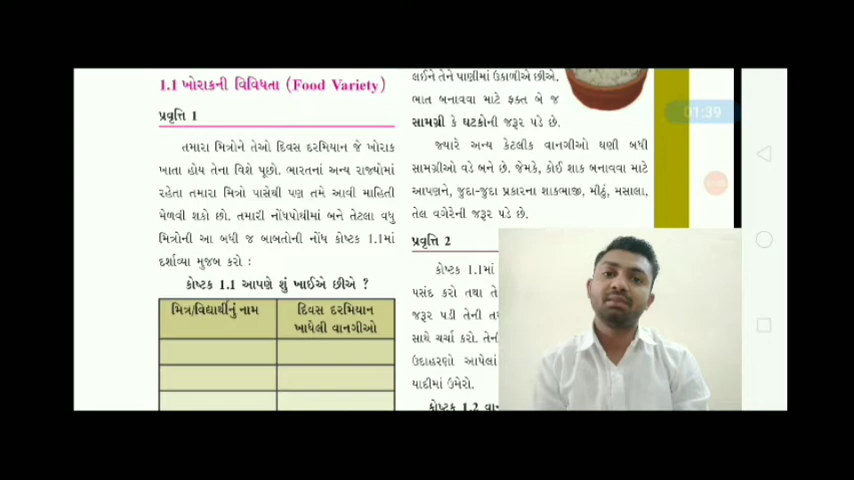 1.1 ખોરાકની વિવિધતા (Food Variety)
પ્રવૃત્તિ 1
તમારા મિત્રોને તેઓ દિવસ દરમિયાન જે ખોરાક
ખાતા હોય તેના વિશે પૂછો. ભારતનાં અન્ય રાજ્યોમાં
રહેતા તમારા મિત્રો પાસેથી પણ તમે આવી માહિતી
મેળવી શકો છો. તમારી નોંધપોથીમાં બને તેટલા વધુ
મિત્રોની આ બધી જ બાબતોની નોંધ કોષ્ટક 1.1માં
દર્શાવ્યા મુજબ કરો :
કોષ્ટક 1.1 આપણે શું ખાઈએ છીએ ?
મિત્ર/વિદ્યાર્થીનું નામ
દિવસ દરમિયાન
ખાધેલી વાનગીઓ
લઈને તેને પાણીમાં ઉકાળીએ છીએ.
ભાત બનાવવા માટે ફક્ત બે જ
સામગ્રી કે ઘટકોની જરૂર પડે છે.
જ્યારે અન્ય કેટલીક વાનગીઓ ઘણી બધી
સામગ્રીઓ વડે બને છે. જેમકે, કોઈ શાક બનાવવા માટે
આપણને, જુદા-જુદા પ્રકારના શાકભાજી, મીઠું, મસાલા,
તેલ વગેરેની જરૂર પડે છે.
પ્રવૃત્તિ 2
કોષ્ટક 1.1માં
પસંદ કરો તથા તે
જરૂર પડી તેની
સાથે ચર્ચા કરો.
ઉદાહરણો આપેલાં
યાદીમાં ઉમેરો.
કોષ્ટક 1.2
01:39